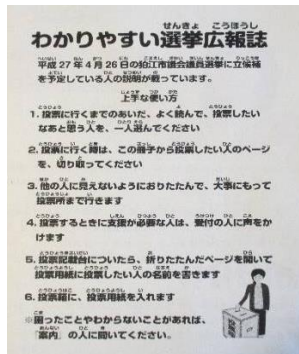 わかりやすい選挙広報誌
平成27年4月26日の狛江市議会議員選挙に立候補
を予定している人の説明が載っています。
上手な使い方
1.投票に行くまでのあいだ、よく読んで、投票したい
なあと思う人を、一人選んでください
2.投票に行く時は、この冊子から投票したい人のページ
を、切り取ってください
3.他の人に見えないようにおりたたんで、大事にもって
投票所まで行きます
4.投票するときに支援が必要な人は、受付の人に声をか
けます
5.投票記載台についたら、折りたたんだページを開いて
投票用紙に投票したい人の名前を書きます
6.投票箱に、投票用紙を入れます
※困ったことやわからないことがあれば、
「案内」の人に聞いてください。